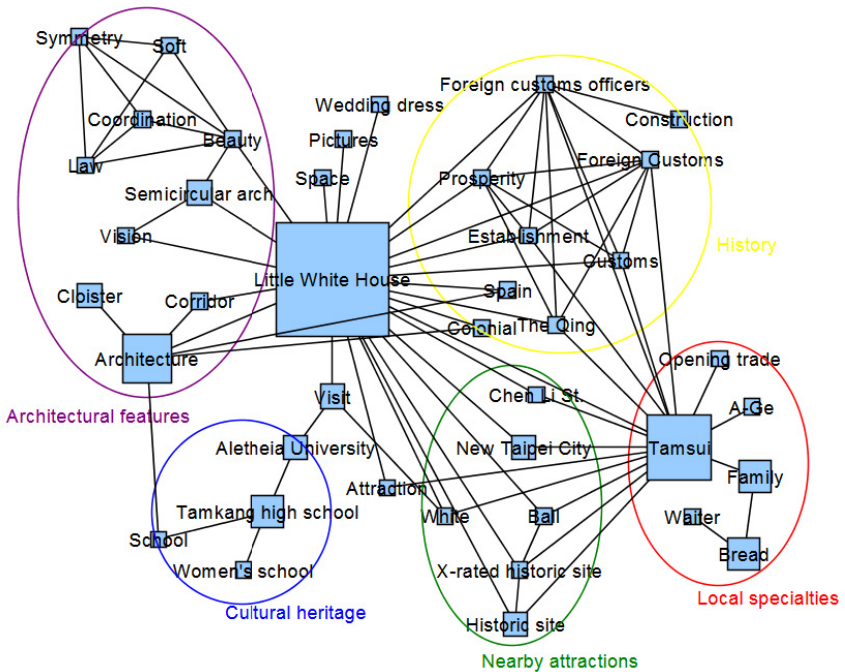 Symmetry
Soft
Coordination
Law
Beauty
Semicircular arch
Vision
Cloister
Corridor
Architecture
Architectural features
Wedding dress
Pictures
Space
Little White House
Foreign customs officers
Construction
Foreign Customs
Prosperity
Establishment
Customs
History
Spain
Colonial
The Qing
Visit
Aletheia University
Tamkang high school
School
Women's school
Cultural heritage
Attraction
Chen Li St.
New Taipei City
White
Ball
X-rated historic site
Historic site
Nearby attractions
Opening trade
A-Ge
Tamsui
Family
Waiter
Bread
Local specialties